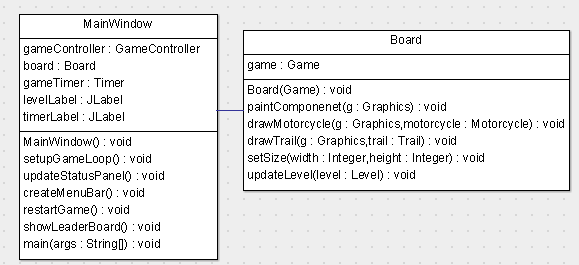 MainWindow
gameController : GameController
board : Board
gameTimer : Timer
levelLabel : JLabel
timerLabel : JLabel
MainWindow() : void
setupGameLoop() : void
updateStatusPanel() : void
createMenuBar() : void
restartGame() : void
showLeaderBoard() : void
main(args : String[]) : void
Board
game : Game
Board(Game) : void
paintComponenet(g : Graphics) : void
drawMotorcycle(g : Graphics,motorcycle : Motorcycle) : void
drawTrail(g : Graphics,trail : Trail) : void
setSize(width : Integer,height : Integer) : void
updateLevel(level : Level) : void